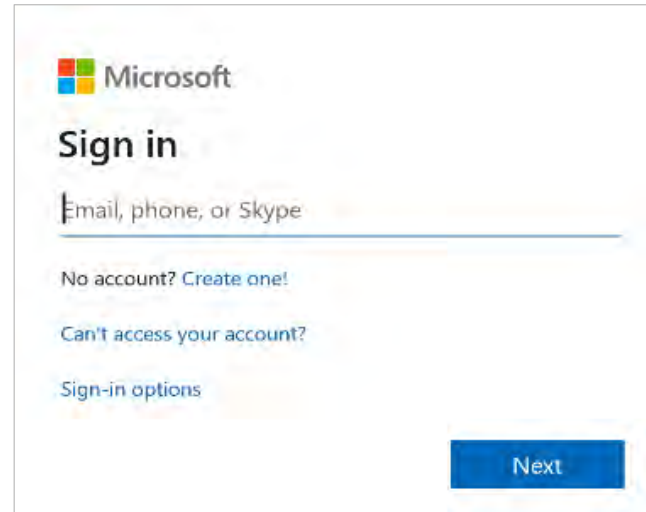 Microsoft
Sign in
Email, phone, or Skype
No account? Create one!
Can't access your account?
Sign-in options
Next